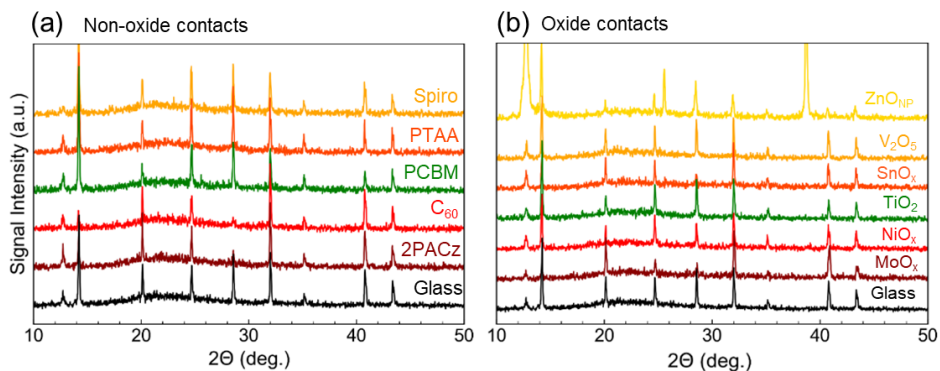 (a) Non-oxide contacts
Signal Intensity (a.u.)
Spiro
PTAA
PCBM
C₆₀
2PACz
Glass
10 20 30 40 50
2Θ (deg.)
(b) Oxide contacts
ZnO_NP
V₂O₅
SnOₓ
TiO₂
NiOₓ
MoOₓ
Glass
10 20 30 40 50
2Θ (deg.)